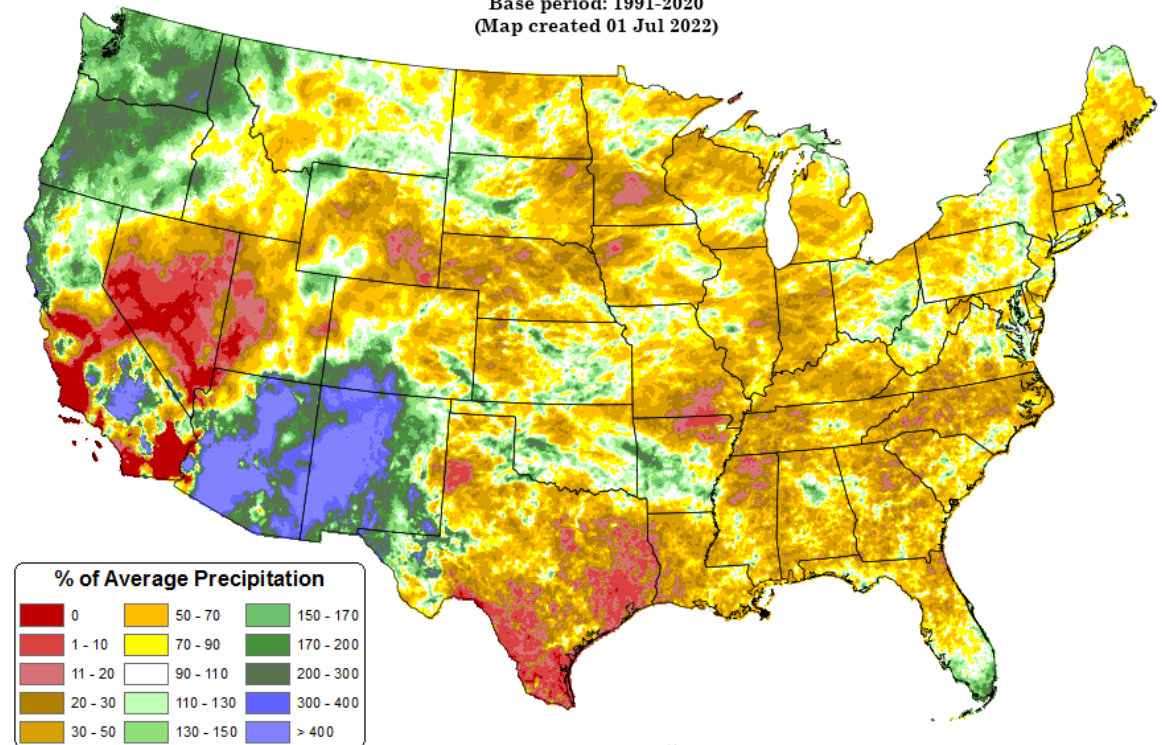 Base period: 1991-2020
(Map created 01 Jul 2022)
% of Average Precipitation
0
50 - 70
150 - 170
1 - 10
70 - 90
170 - 200
11 - 20
90 - 110
200 - 300
20 - 30
110 - 130
300 - 400
30 - 50
130 - 150
> 400